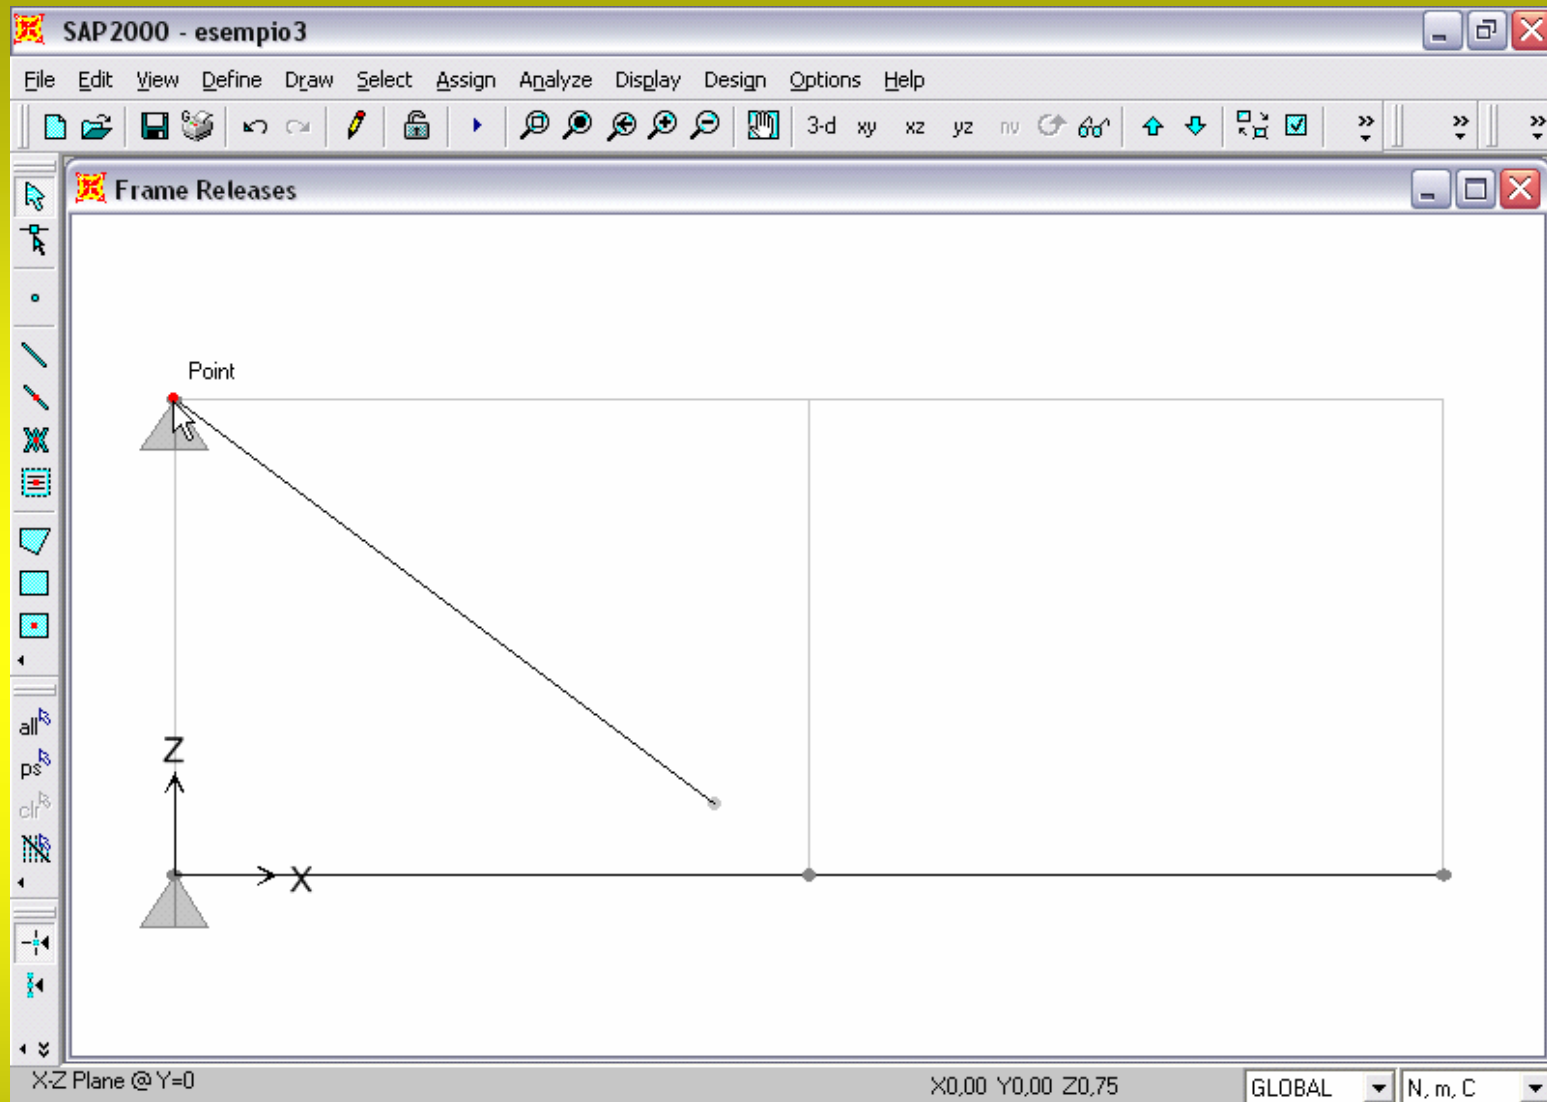 SAP2000 - esempio3
File Edit View Define Draw Select Assign Analyze Display Design Options Help
3-d xy xz yz nv
Frame Releases
Point
Z
X
all
ps
clr
X-Z Plane @ Y=0
X0,00 Y0,00 Z0,75
GLOBAL
N, m, C